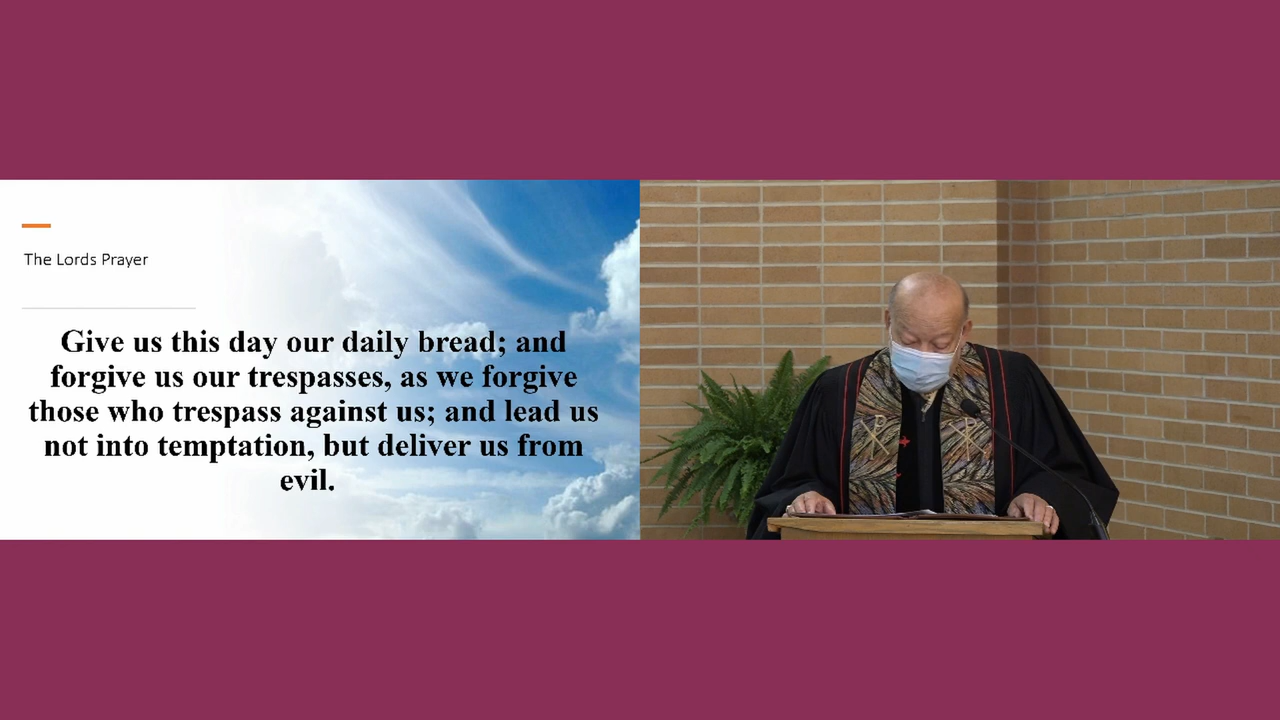 The Lords Prayer
Give us this day our daily bread; and
forgive us our trespasses, as we forgive
those who trespass against us; and lead us
not into temptation, but deliver us from
evil.